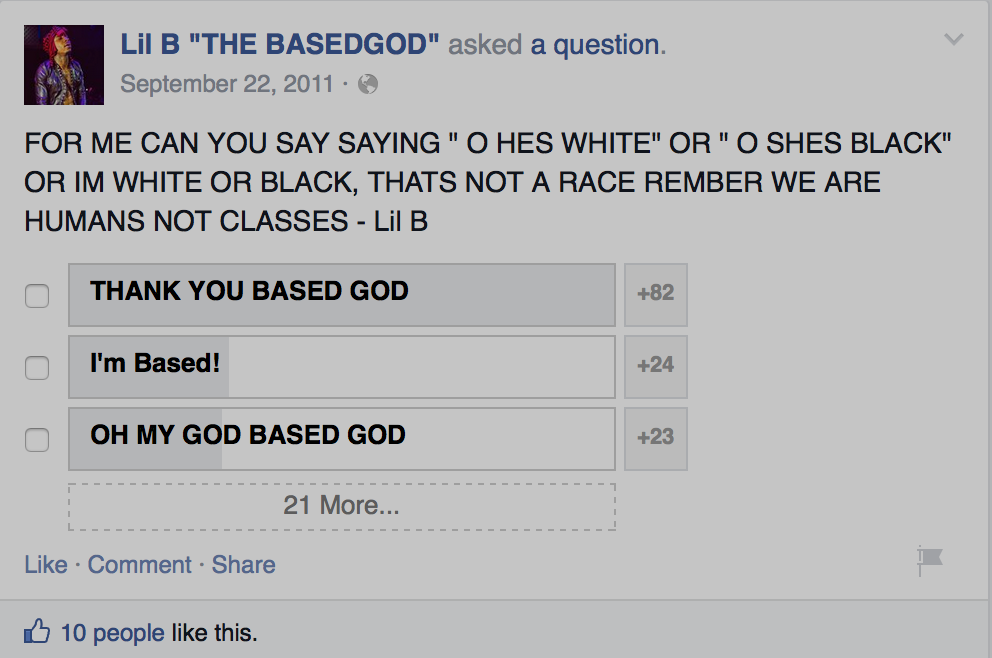 Lil B "THE BASEDGOD" asked a question.
September 22, 2011 ·
FOR ME CAN YOU SAY SAYING " O HES WHITE" OR " O SHES BLACK"
OR IM WHITE OR BLACK, THATS NOT A RACE REMBER WE ARE
HUMANS NOT CLASSES - Lil B
THANK YOU BASED GOD +82
I'm Based! +24
OH MY GOD BASED GOD +23
21 More...
Like · Comment · Share
10 people like this.